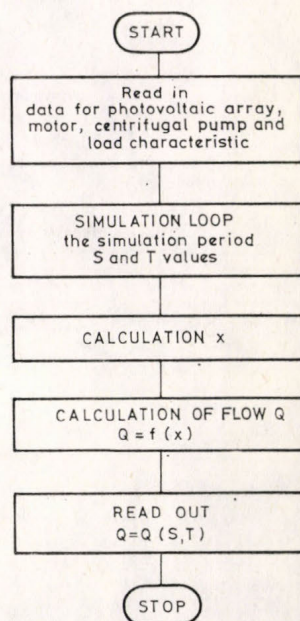 START
Read in
data for photovoltaic array,
motor, centrifugal pump and
load characteristic
SIMULATION LOOP
the simulation period
S and T values
CALCULATION x
CALCULATION OF FLOW Q
Q = f (x)
READ OUT
Q=Q (S,T)
STOP